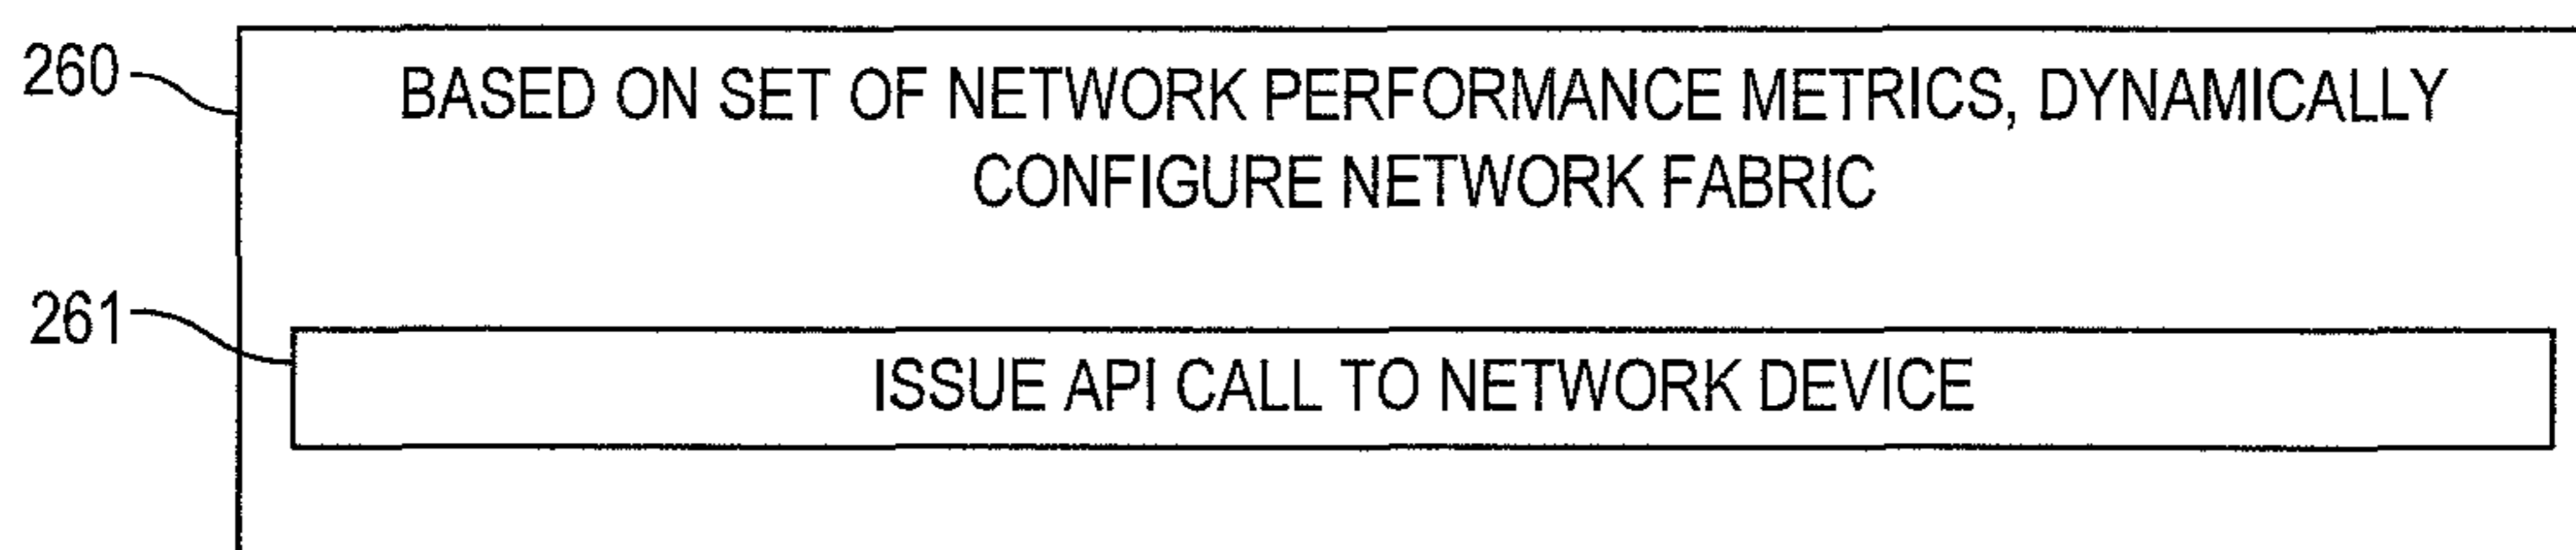 260
BASED ON SET OF NETWORK PERFORMANCE METRICS, DYNAMICALLY
CONFIGURE NETWORK FABRIC
261
ISSUE API CALL TO NETWORK DEVICE